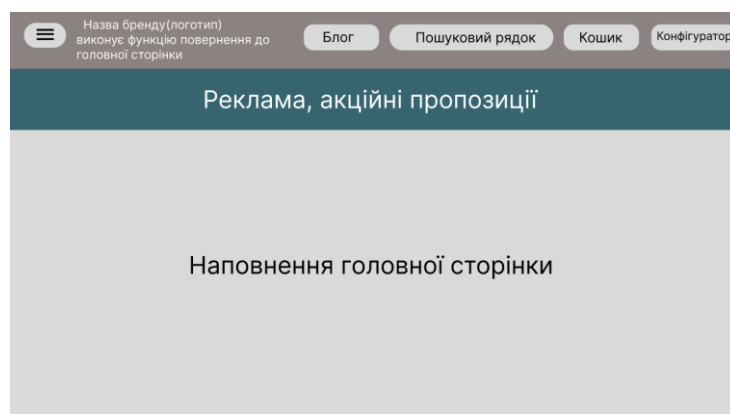 Назва бренду(логотип)
виконує функцію повернення до
головної сторінки
Блог
Пошуковий рядок
Кошик
Конфігуратор
Реклама, акційні пропозиції
Наповнення головної сторінки